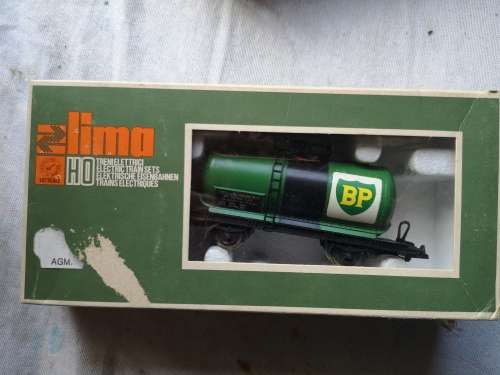 lima
HO
TRENI ELETTRICI
ELECTRIC TRAIN SETS
ELEKTRISCHE EISENBAHNEN
TRAINS ELECTRIQUES
AGM.
BP